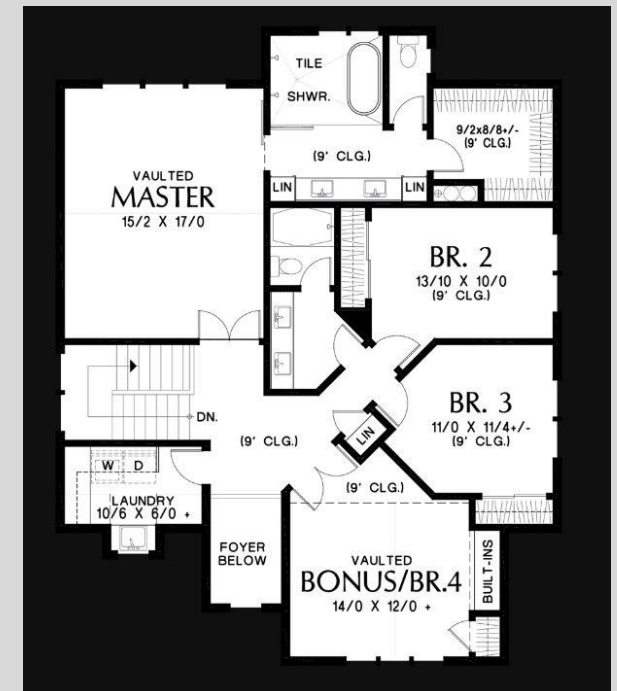 TILE
SHWR.
9/2x8/8+/-
(9' CLG.)
(9' CLG.)
LIN
LIN
VAULTED
MASTER
15/2 X 17/0
BR. 2
13/10 X 10/0
(9' CLG.)
BR. 3
11/0 X 11/4+/-
(9' CLG.)
DN.
(9' CLG.)
LIN
W D
LAUNDRY
10/6 X 6/0 +
(9' CLG.)
FOYER
BELOW
VAULTED
BONUS/BR.4
14/0 X 12/0 +
BUILT-INS